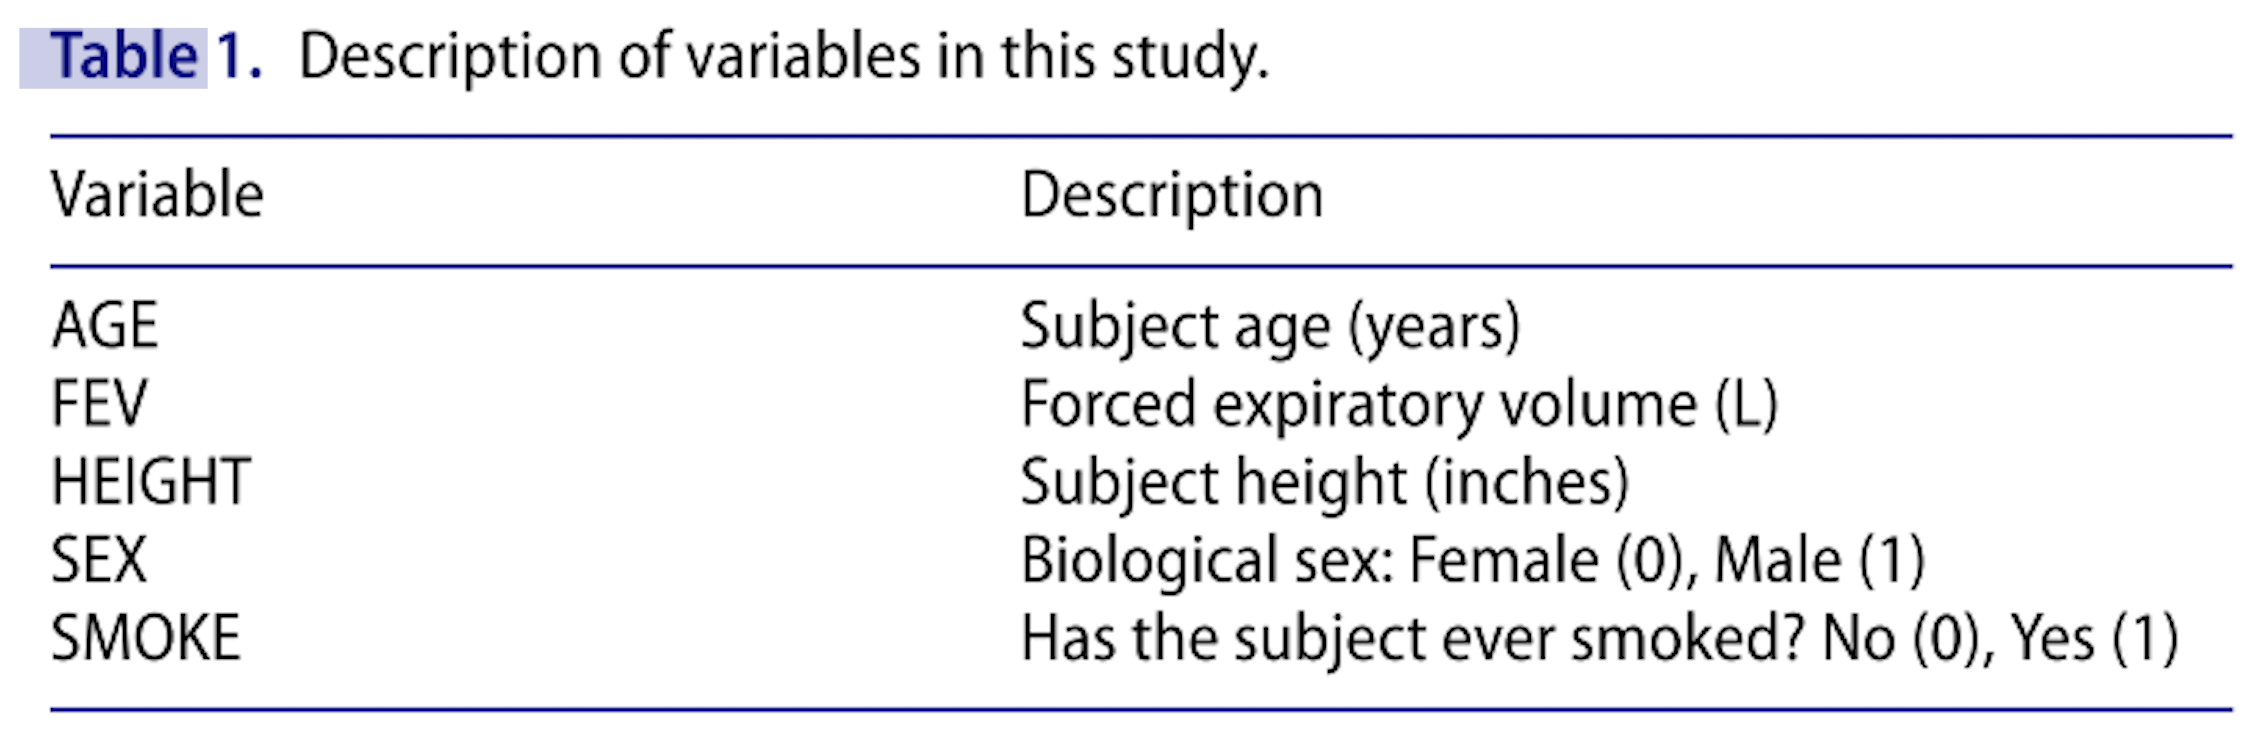 Table 1. Description of variables in this study.
Variable Description
AGE Subject age (years)
FEV Forced expiratory volume (L)
HEIGHT Subject height (inches)
SEX Biological sex: Female (0), Male (1)
SMOKE Has the subject ever smoked? No (0), Yes (1)